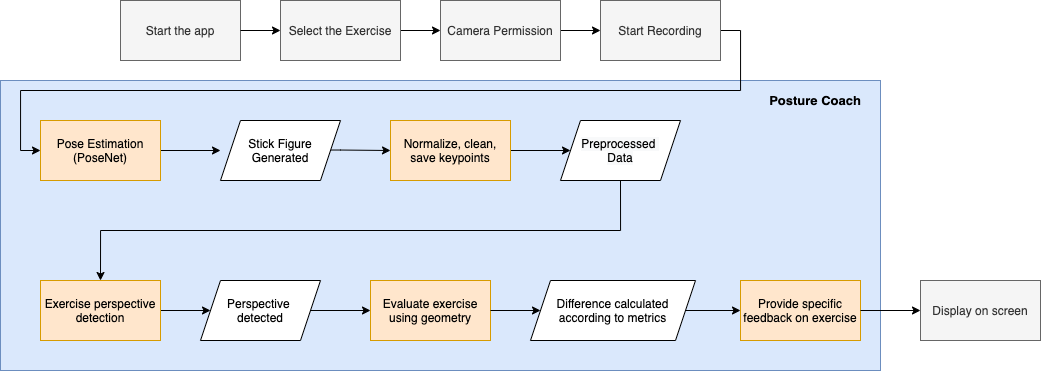 Start the app
Select the Exercise
Camera Permission
Start Recording
Posture Coach
Pose Estimation
(PoseNet)
Stick Figure
Generated
Normalize, clean,
save keypoints
Preprocessed
Data
Exercise perspective
detection
Perspective
detected
Evaluate exercise
using geometry
Difference calculated
according to metrics
Provide specific
feedback on exercise
Display on screen